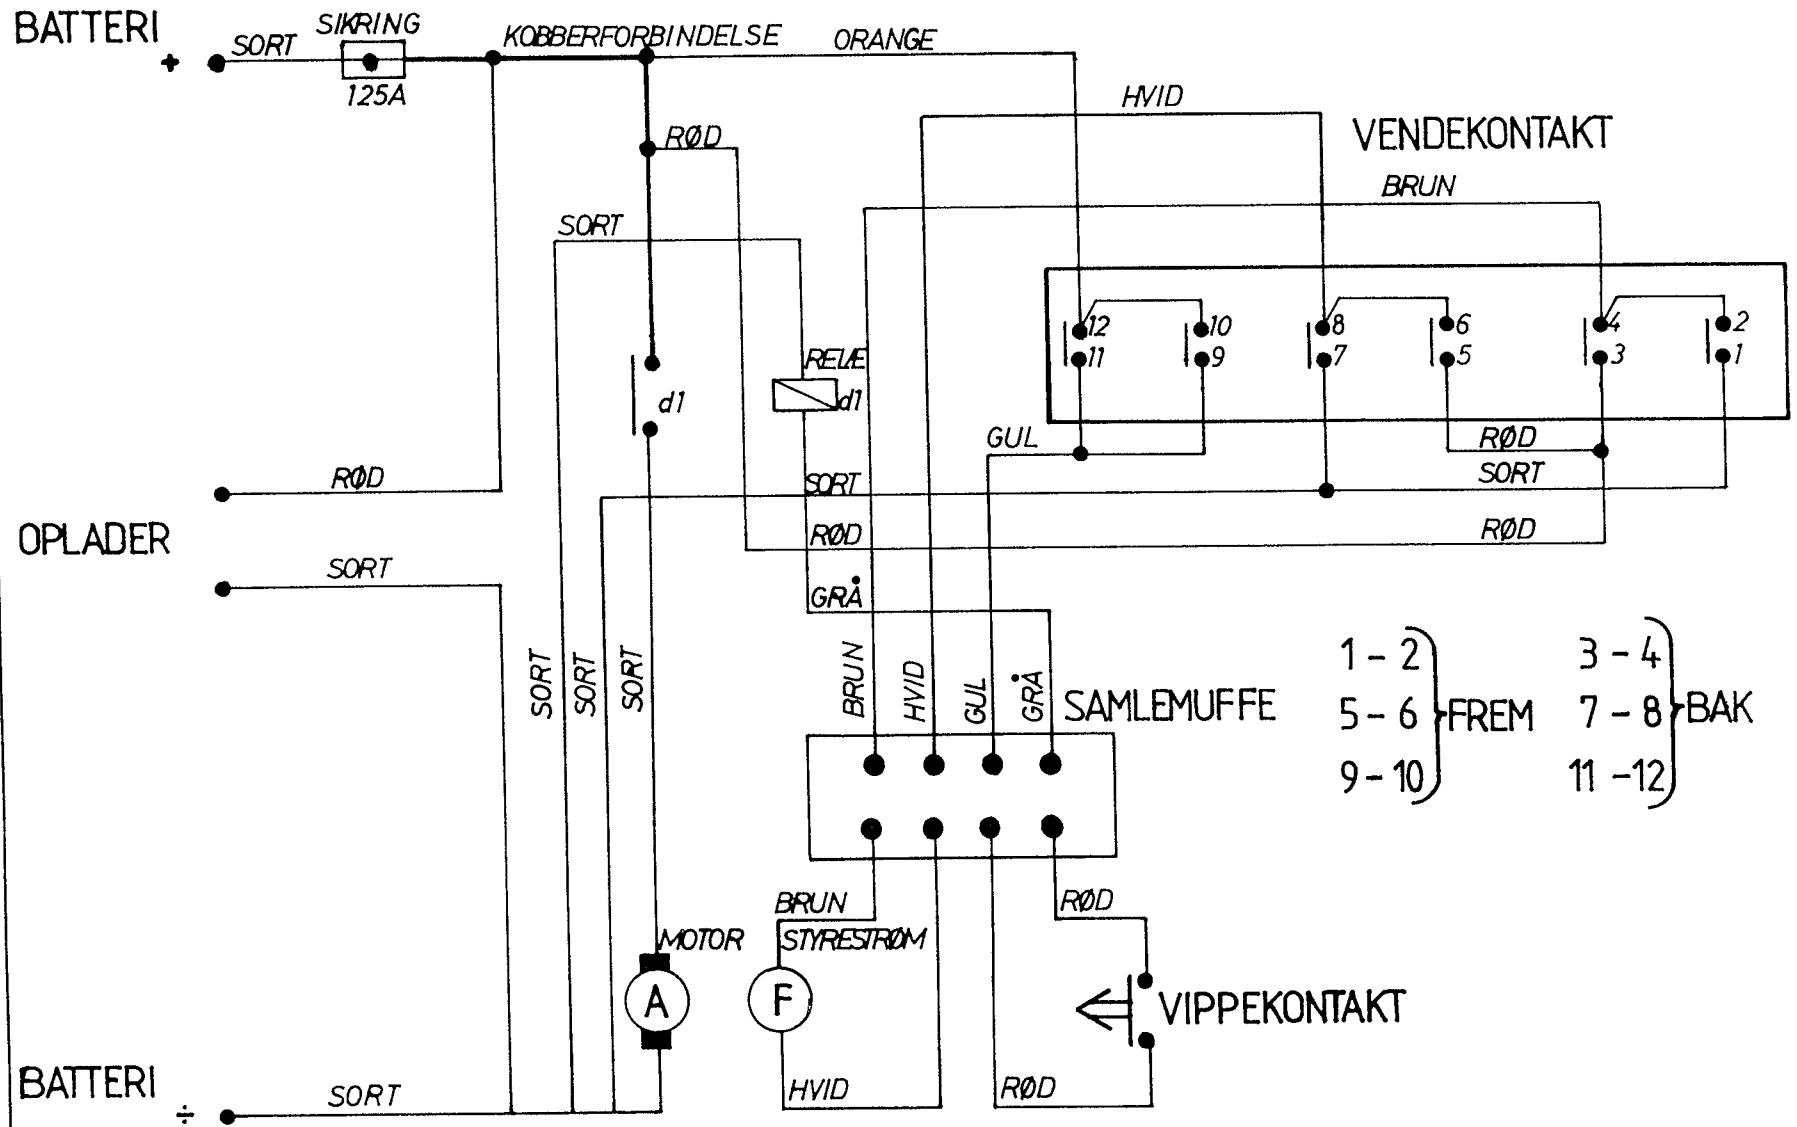 BATTERI
+
SORT
SIKRING
125A
KOBBERFORBINDELSE
ORANGE
HVID
VENDEKONTAKT
RØD
BRUN
SORT
12 10 8 6 4 2
11 9 7 5 3 1
RELÆ
d1
d1
GUL
RØD
RØD
SORT
SORT
OPLADER
RØD
RØD
SORT
GRÅ
SORT
SORT
SORT
BRUN
HVID
GUL
GRÅ
SAMLEMUFFE
1 - 2
5 - 6
9 - 10
FREM
3 - 4
7 - 8
11 - 12
BAK
BRUN
RØD
MOTOR
STYRESTRØM
A
F
VIPPEKONTAKT
BATTERI
÷
SORT
HVID
RØD